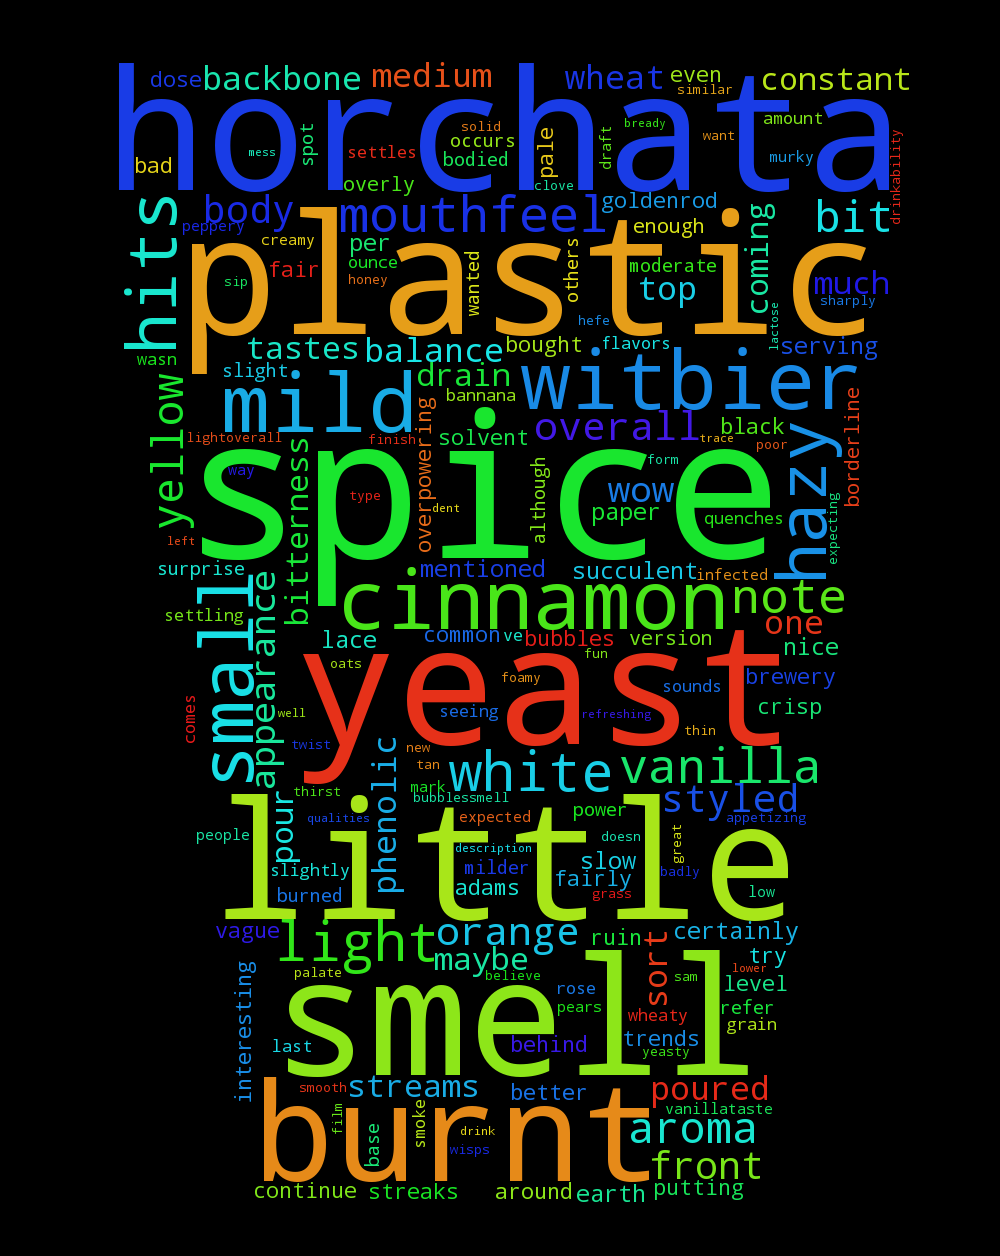 dose backbone medium wheat even constant
similar
horchata
spot solid bready draft want amount
mess settles occurs pale murky drinkability
bad bodied
overly clove
hits body mouthfeel goldenrod bit
peppery enough coming
plastic
creamy per others
fair ounce wanted moderate much
sip honey top sharply
hefe lactose
wasn tastes balance bought flavors serving
slight drain witbier
yellow mild bannana borderline
lightoverall overpowering overall black hazy
finish solvent trace poor
spice
way bitterness although form
type wow
dent paper quenches expecting
left
surprise mentioned succulent infected
small appearance cinnamon note
settling one
lace common ve bubbles version nice
yeast
oats fun
foamy sounds brewery
comes well seeing refreshing crisp
thin
twist phenolic new
tan white vanilla
pour thirst mark styled
bubblessmell
little
qualities expected power appetizing
people description doesn great
slightly milder slow badly
burned adams fairly low
grass
vague light orange ruin sort certainly
maybe try
interesting palate believe lower
smell
rose sam level
pears refer
wheaty grain
last behind trends
yeasty
smooth streams better poured
burnt
film smoke vanillataste
base drink aroma
wisps front
continue streaks around earth putting